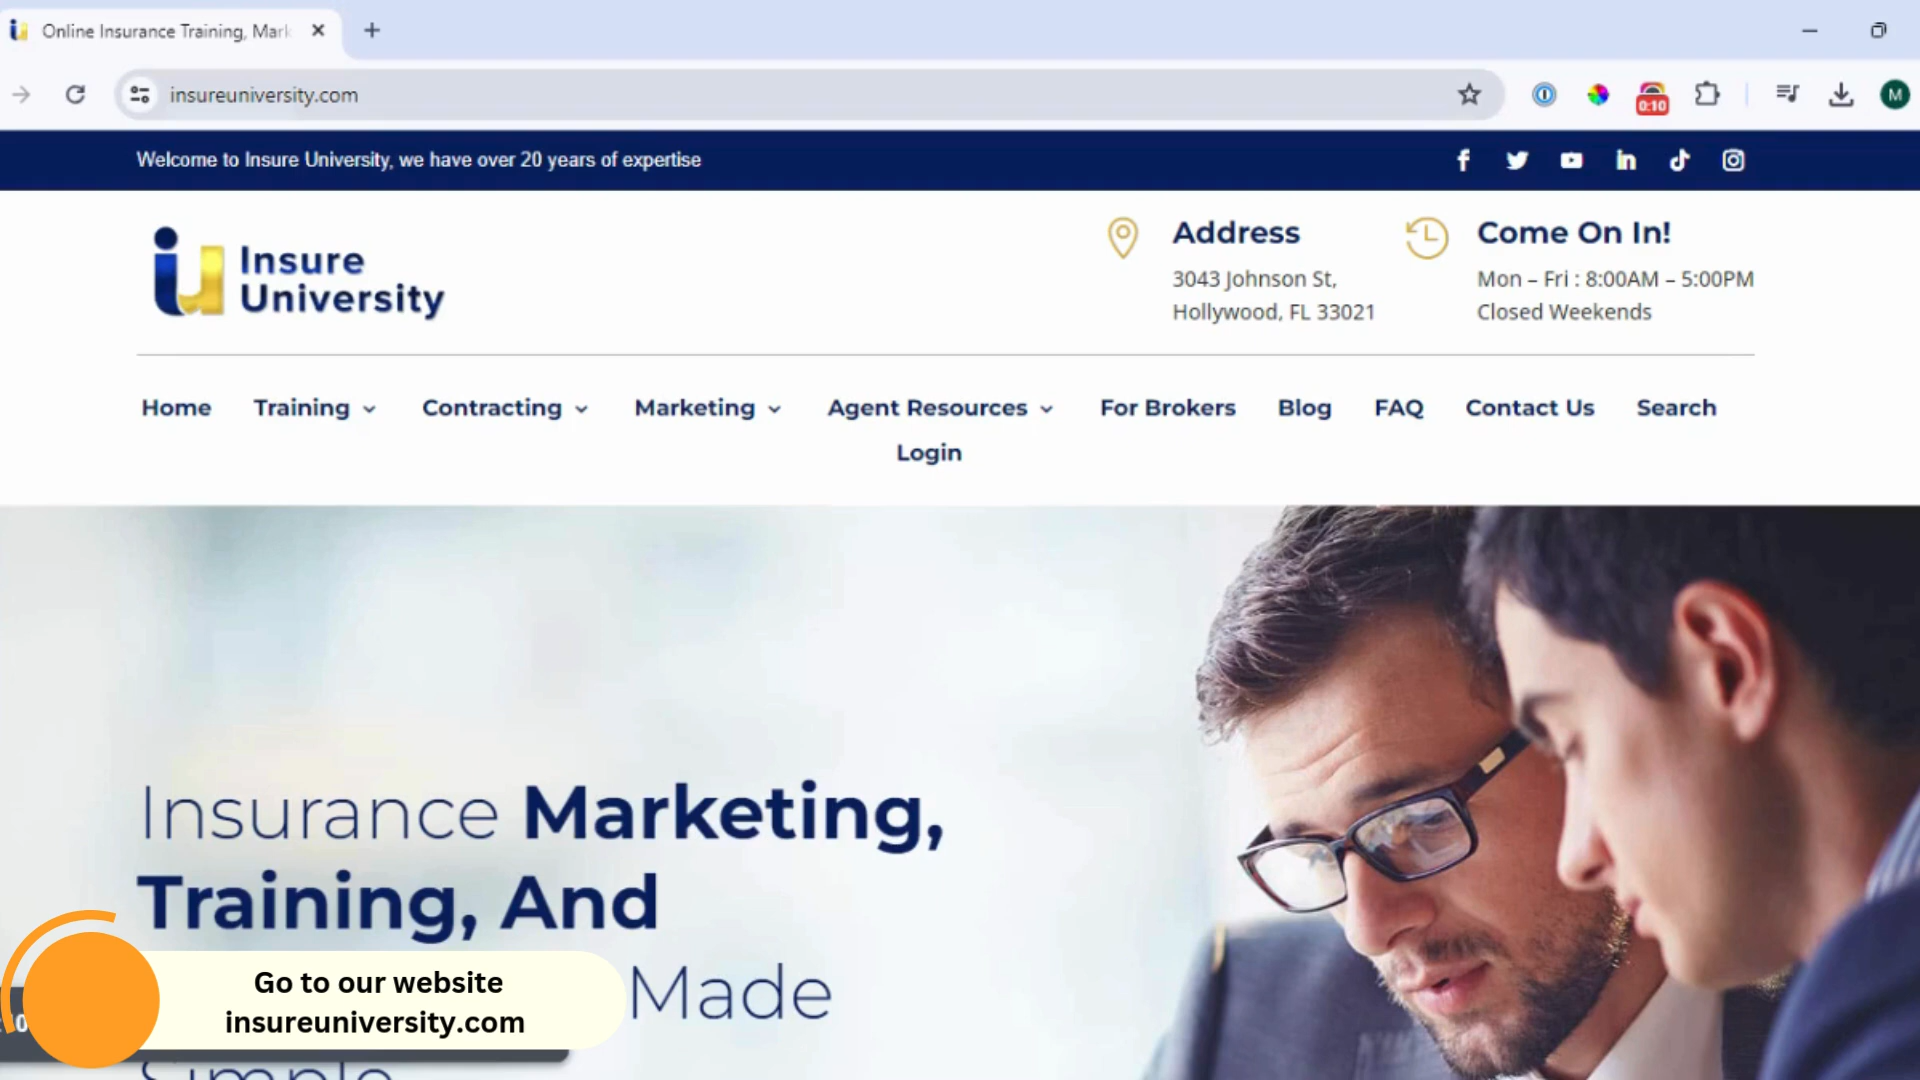 Online Insurance Training, Mark
insureuniversity.com
0:10
M
Welcome to Insure University, we have over 20 years of expertise
Insure
University
Address
3043 Johnson St,
Hollywood, FL 33021
Come On In!
Mon – Fri : 8:00AM – 5:00PM
Closed Weekends
Home Training Contracting Marketing Agent Resources For Brokers Blog FAQ Contact Us Search
Login
Insurance Marketing,
Training, And
Made
Simple
Go to our website
insureuniversity.com